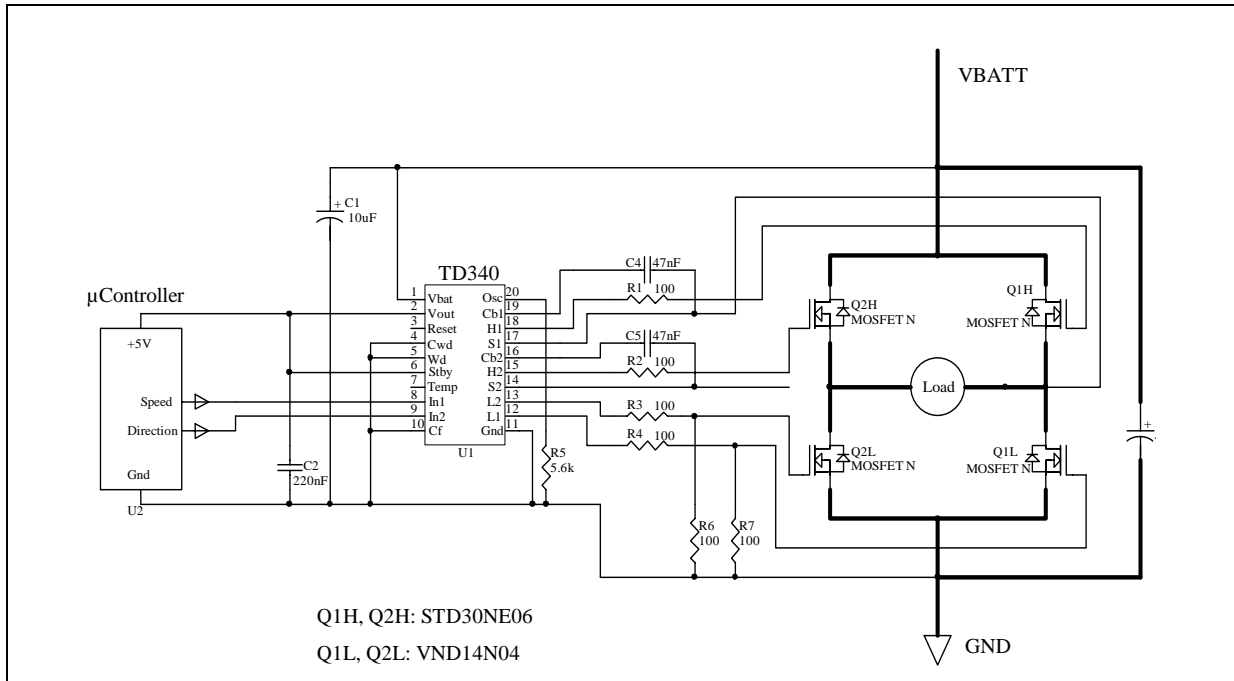 VBATT
+ C1
10uF
TD340
µController
+5V
Speed
Direction
Gnd
U2
C2
220nF
1 Vbat
2 Vout
3 Reset
4 Cwd
5 Wd
6 Stby
7 Temp
8 In1
9 In2
10 Cf
Osc 20
Cb1 19
H1 18
S1 17
Cb2 16
H2 15
S2 14
L2 13
L1 12
Gnd 11
U1
C4 47nF
R1 100
C5 47nF
R2 100
R3 100
R4 100
R5
5.6k
R6
100
R7
100
Q2H
MOSFET N
Q1H
MOSFET N
Load
Q2L
MOSFET N
Q1L
MOSFET N
+
GND
Q1H, Q2H: STD30NE06
Q1L, Q2L: VND14N04